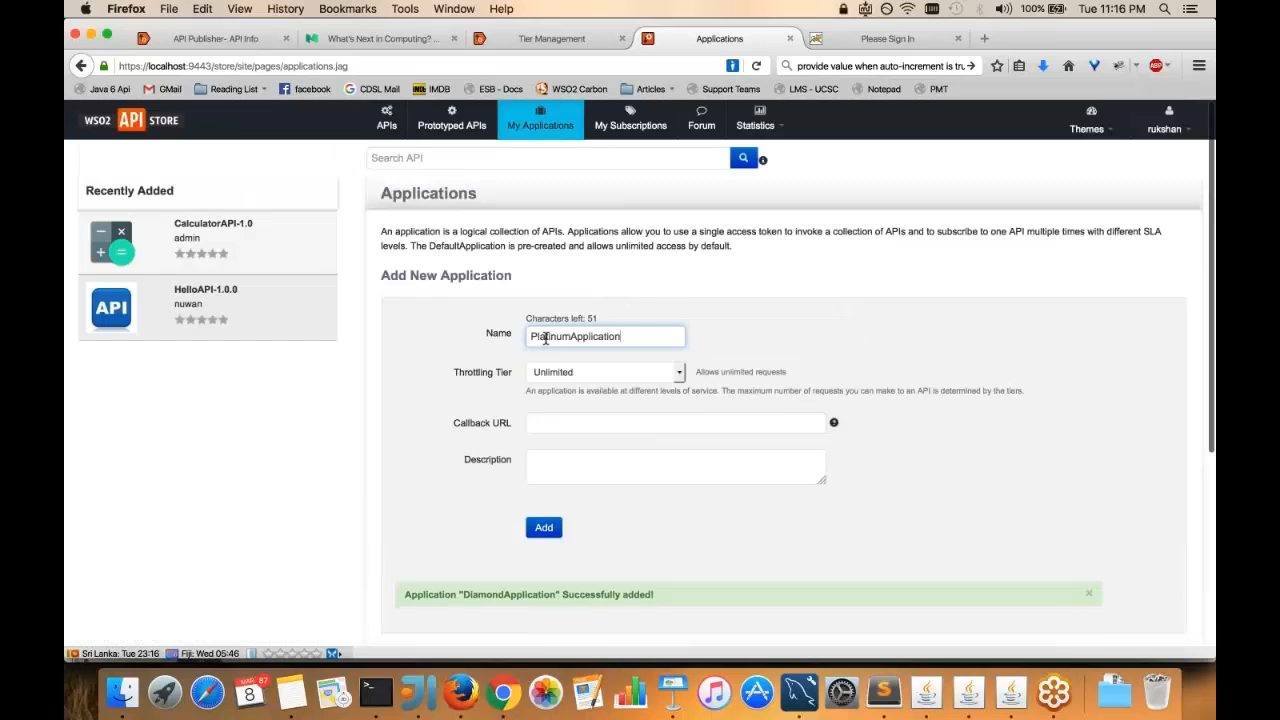 Firefox File Edit View History Bookmarks Tools Window Help 100% Tue 11:16 PM
API Publisher- API Info What's Next in Computing? ... Tier Management Applications Please Sign In
https://localhost:9443/store/site/pages/applications.jag provide value when auto-increment is tru
Java 6 Api GMail Reading List facebook CDSL Mail IMDB ESB - Docs WSO2 Carbon Articles Support Teams LMS - UCSC Notepad PMT
WSO2 API STORE APIs Prototyped APIs My Applications My Subscriptions Forum Statistics Themes rukshan
Search API
Recently Added
CalculatorAPI-1.0
admin
API
HelloAPI-1.0.0
nuwan
Applications
An application is a logical collection of APIs. Applications allow you to use a single access token to invoke a collection of APIs and to subscribe to one API multiple times with different SLA
levels. The DefaultApplication is pre-created and allows unlimited access by default.
Add New Application
Characters left: 51
Name PlatinumApplication
Throttling Tier Unlimited Allows unlimited requests
An application is available at different levels of service. The maximum number of requests you can make to an API is determined by the tiers.
Callback URL
Description
Add
Application "DiamondApplication" Successfully added!
Sri Lanka: Tue 23:16 Fiji: Wed 05:46